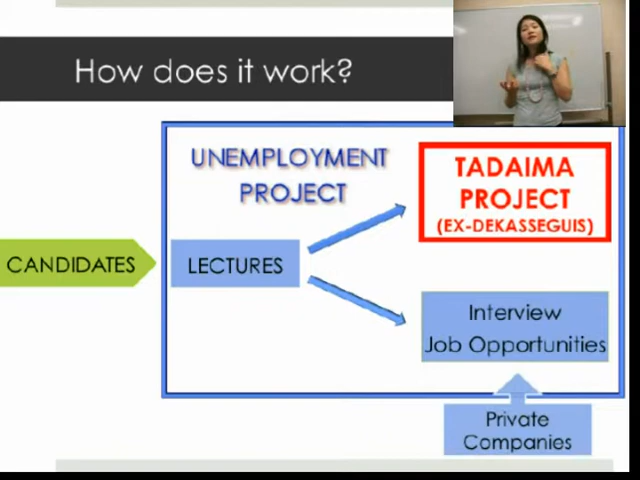 How does it work?
UNEMPLOYMENT
PROJECT
TADAIMA
PROJECT
(EX-DEKASSEGUIS)
CANDIDATES
LECTURES
Interview
Job Opportunities
Private
Companies